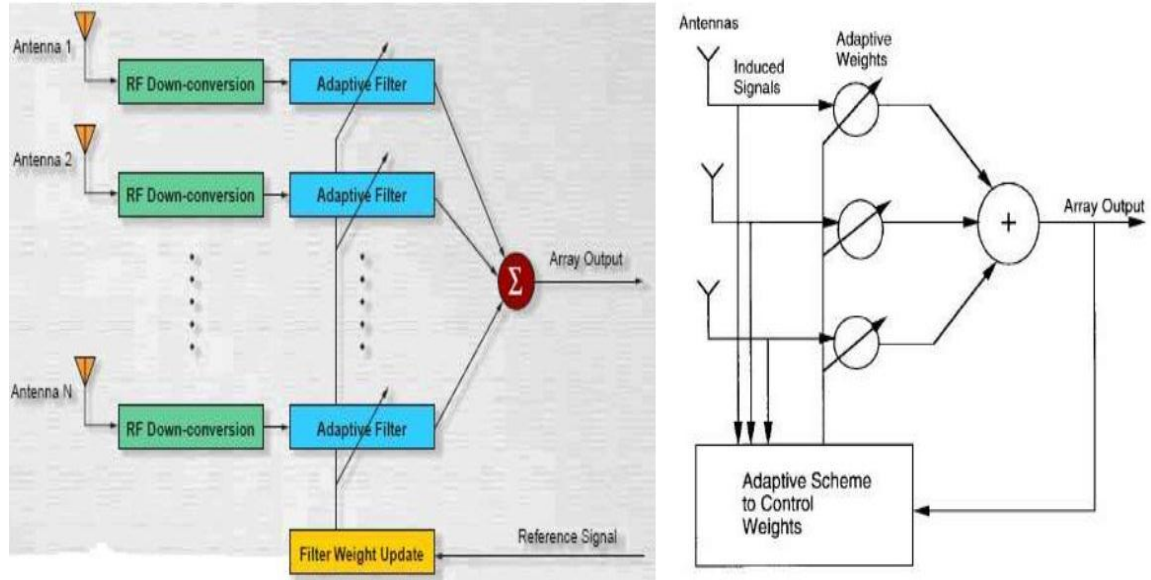 Antenna 1
RF Down-conversion
Adaptive Filter
Antenna 2
RF Down-conversion
Adaptive Filter
Array Output
Σ
Antenna N
RF Down-conversion
Adaptive Filter
Reference Signal
Filter Weight Update
Antennas
Adaptive
Weights
Induced
Signals
+
Array Output
Adaptive Scheme
to Control
Weights